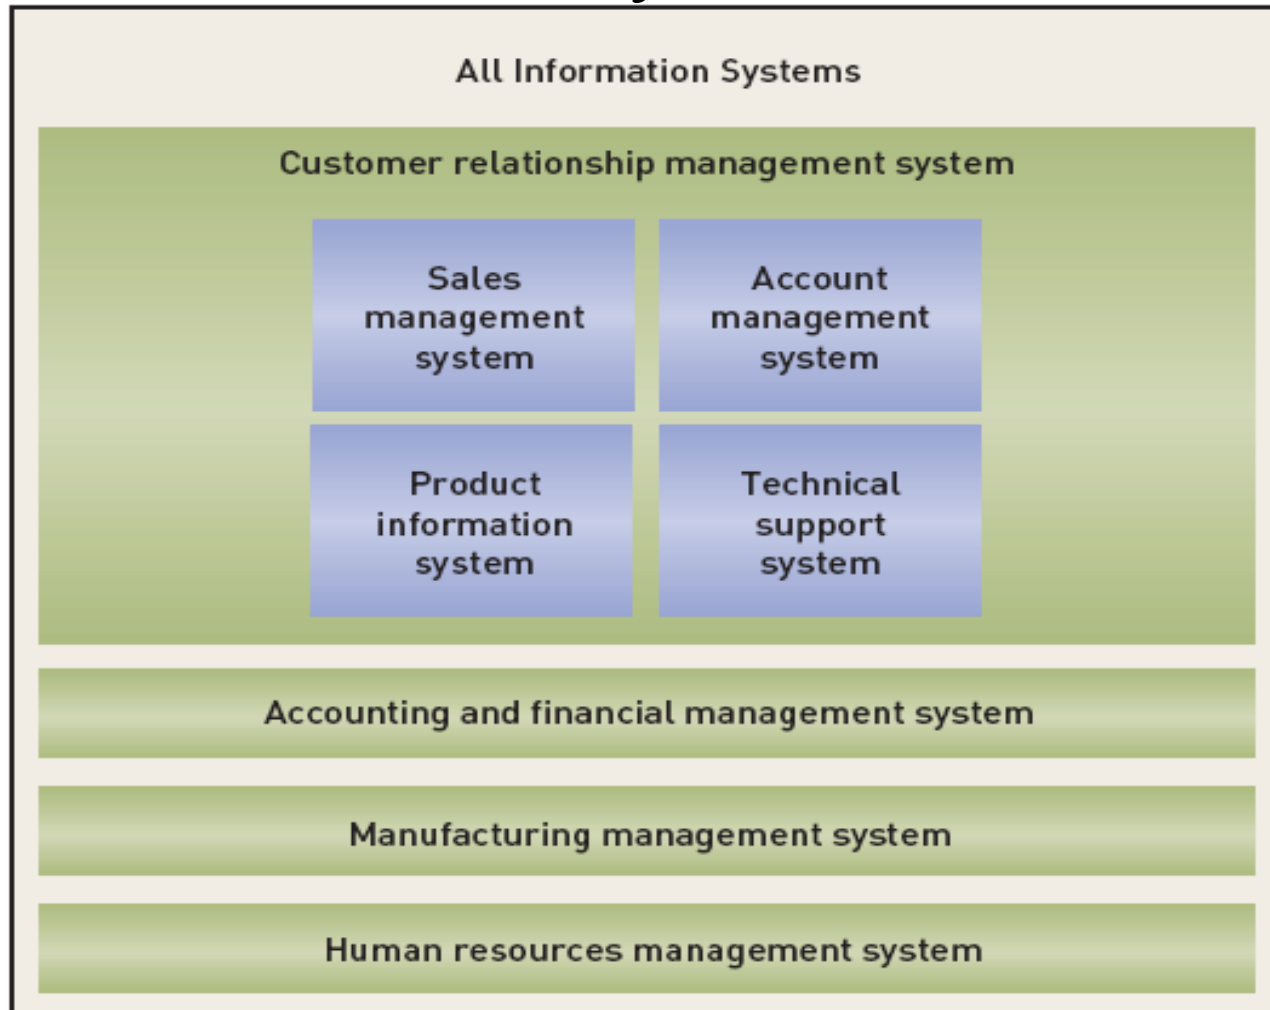 All Information Systems
Customer relationship management system
Sales
management
system
Account
management
system
Product
information
system
Technical
support
system
Accounting and financial management system
Manufacturing management system
Human resources management system